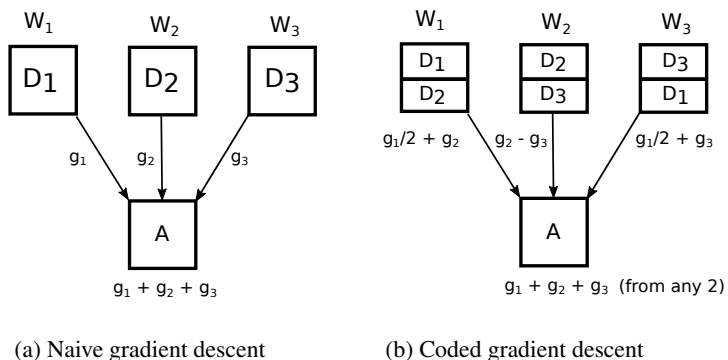 W₁ W₂ W₃
D1 D2 D3
g₁ g₂ g₃
A
g₁ + g₂ + g₃
(a) Naive gradient descent
W₁ W₂ W₃
D1 D2 D3
D2 D3 D1
g₁/2 + g₂ g₂ - g₃ g₁/2 + g₃
A
g₁ + g₂ + g₃ (from any 2)
(b) Coded gradient descent